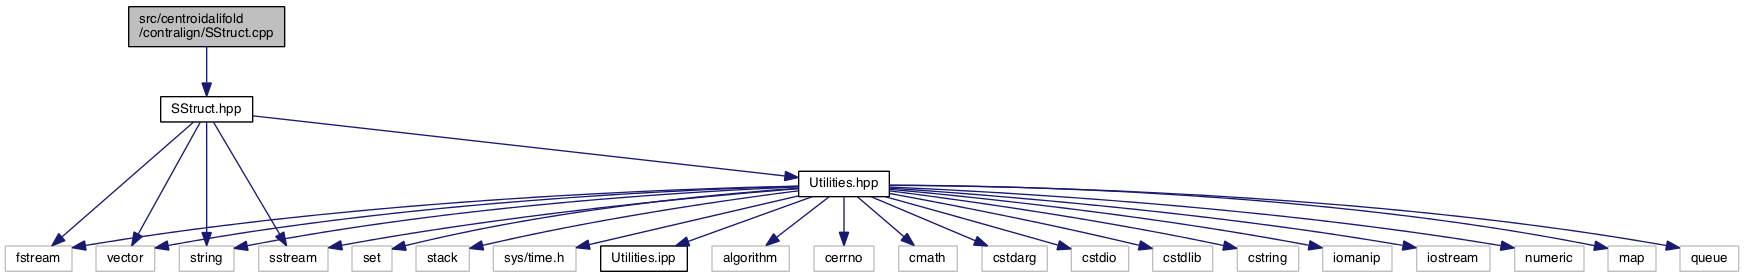 src/centroidalifold
/contralign/SStruct.cpp
SStruct.hpp
Utilities.hpp
fstream
vector
string
sstream
set
stack
sys/time.h
Utilities.ipp
algorithm
cerrno
cmath
cstdarg
cstdio
cstdlib
cstring
iomanip
iostream
numeric
map
queue